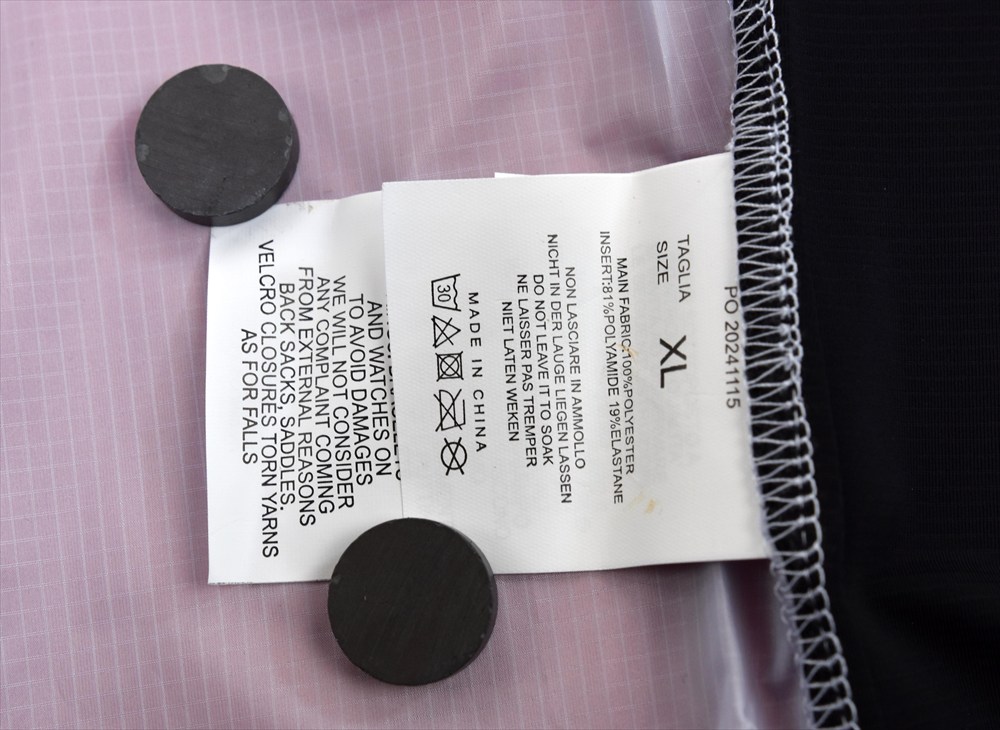 PO 20241115
TAGLIA
SIZE
XL
MAIN FABRIC:100%POLYESTER
INSERT:81%POLYAMIDE 19%ELASTANE
NON LASCIARE IN AMMOLLO
NICHT IN DER LAUGE LIEGEN LASSEN
DO NOT LEAVE IT TO SOAK
NE LAISSER PAS TREMPER
NIET LATEN WEKEN
MADE IN CHINA
30
AND WATCHES ON
TO AVOID DAMAGES
WE WILL NOT CONSIDER
ANY COMPLAINT COMING
FROM EXTERNAL REASONS
BACK SACKS, SADDLES.
VELCRO CLOSURES TORN YARNS
AS FOR FALLS